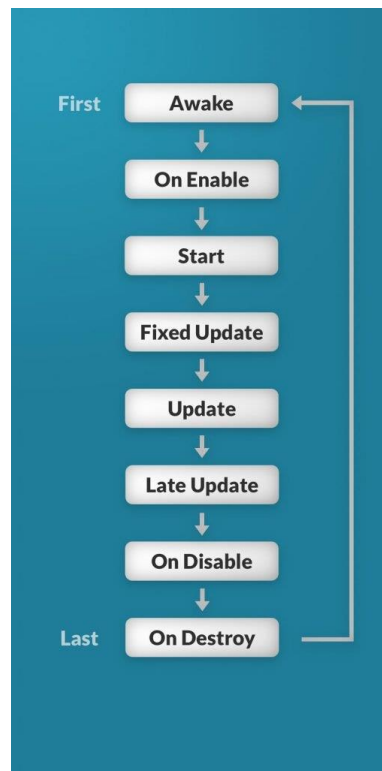 First
Awake
On Enable
Start
Fixed Update
Update
Late Update
On Disable
Last
On Destroy